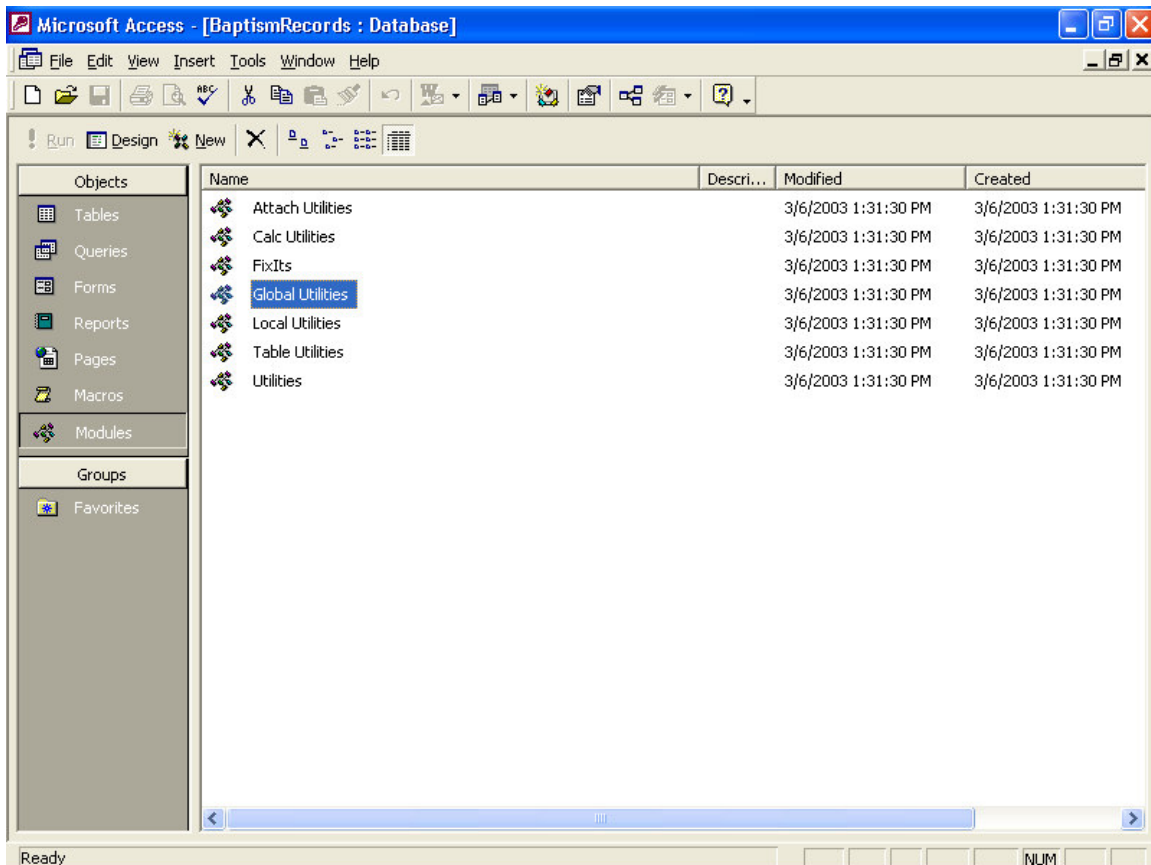 Microsoft Access - [BaptismRecords : Database]
File Edit View Insert Tools Window Help
Run Design New
Objects
Tables
Queries
Forms
Reports
Pages
Macros
Modules
Groups
Favorites
Name Descri... Modified Created
Attach Utilities 3/6/2003 1:31:30 PM 3/6/2003 1:31:30 PM
Calc Utilities 3/6/2003 1:31:30 PM 3/6/2003 1:31:30 PM
FixIts 3/6/2003 1:31:30 PM 3/6/2003 1:31:30 PM
Global Utilities 3/6/2003 1:31:30 PM 3/6/2003 1:31:30 PM
Local Utilities 3/6/2003 1:31:30 PM 3/6/2003 1:31:30 PM
Table Utilities 3/6/2003 1:31:30 PM 3/6/2003 1:31:30 PM
Utilities 3/6/2003 1:31:30 PM 3/6/2003 1:31:30 PM
Ready NUM